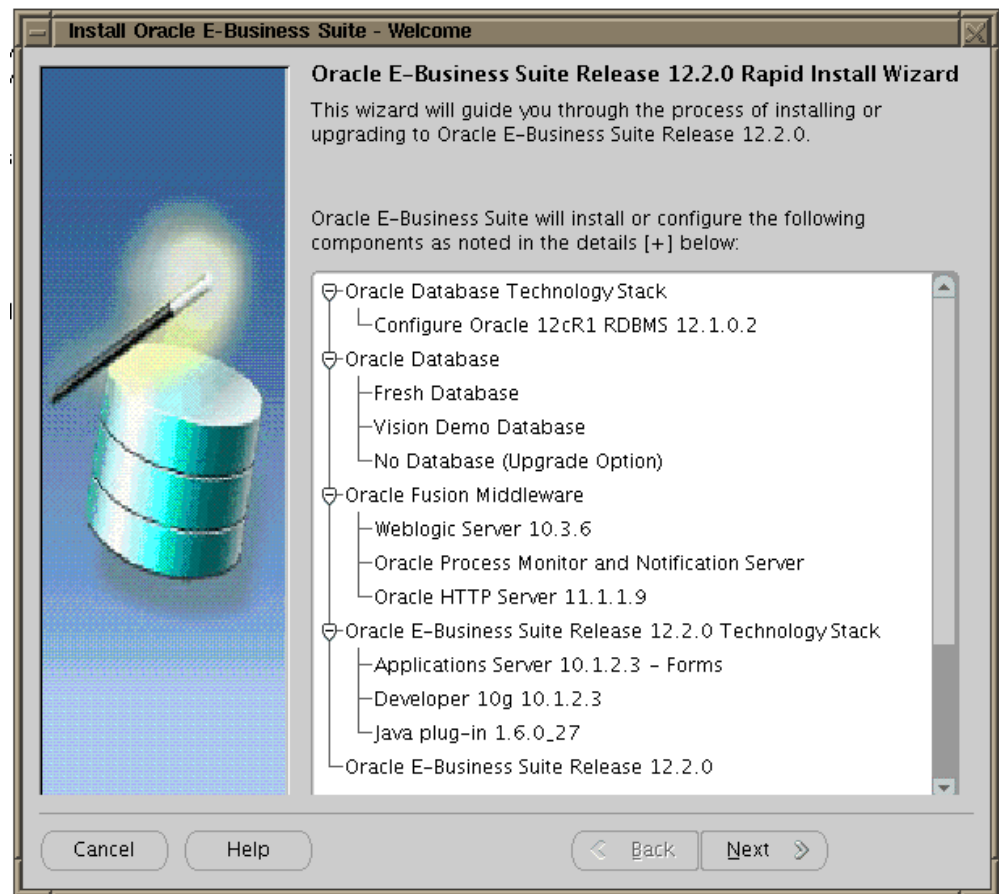 Install Oracle E-Business Suite - Welcome
Oracle E-Business Suite Release 12.2.0 Rapid Install Wizard
This wizard will guide you through the process of installing or
upgrading to Oracle E-Business Suite Release 12.2.0.
Oracle E-Business Suite will install or configure the following
components as noted in the details [+] below:
Oracle Database Technology Stack
Configure Oracle 12cR1 RDBMS 12.1.0.2
Oracle Database
Fresh Database
Vision Demo Database
No Database (Upgrade Option)
Oracle Fusion Middleware
Weblogic Server 10.3.6
Oracle Process Monitor and Notification Server
Oracle HTTP Server 11.1.1.9
Oracle E-Business Suite Release 12.2.0 Technology Stack
Applications Server 10.1.2.3 - Forms
Developer 10g 10.1.2.3
Java plug-in 1.6.0_27
Oracle E-Business Suite Release 12.2.0
Cancel Help Back Next